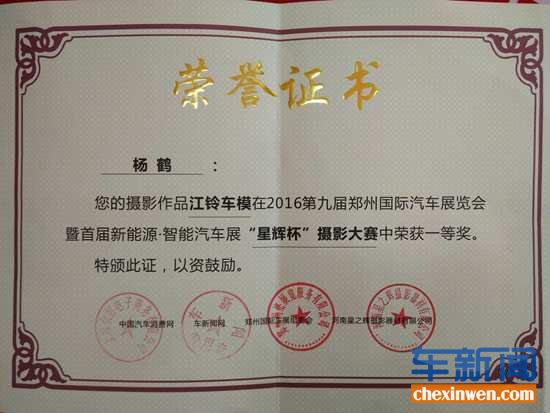 荣誉证书
杨鹤：
您的摄影作品江铃车模在2016第九届郑州国际汽车展览会
暨首届新能源·智能汽车展“星辉杯”摄影大赛中荣获一等奖。
特颁此证，以资鼓励。
中国汽车消费网 车新闻网 郑州国际车展组委会 河南星之辉摄影器材有限公司
车新闻
chexinwen.com